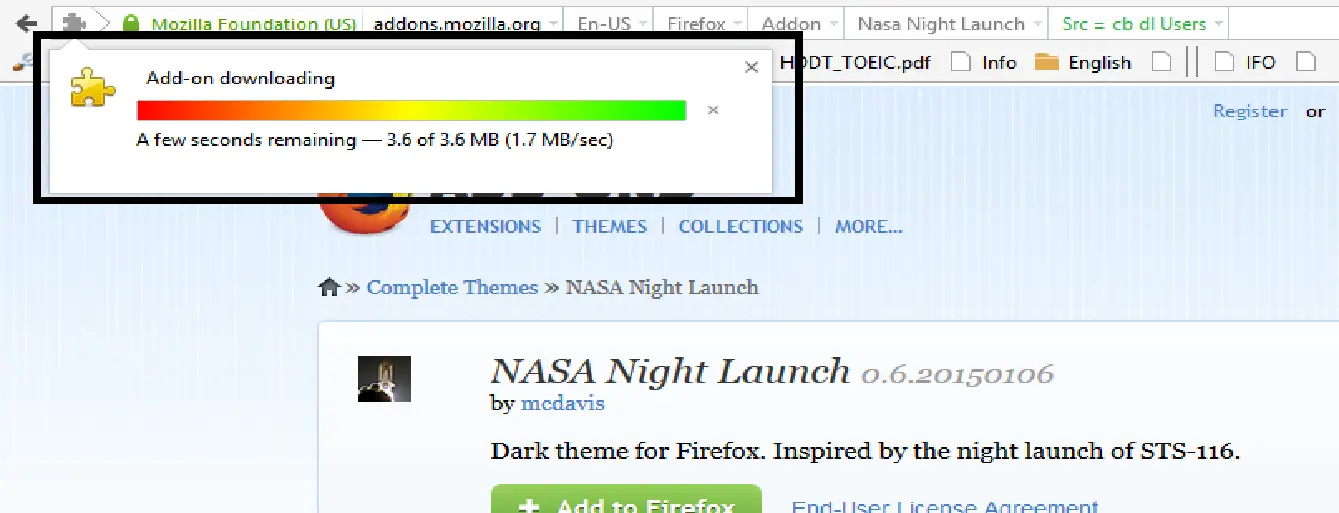 Mozilla Foundation (US) addons.mozilla.org En-US Firefox Addon Nasa Night Launch Src = cb dl Users
HODT_TOEIC.pdf Info English IFO
Add-on downloading
A few seconds remaining — 3.6 of 3.6 MB (1.7 MB/sec)
Register or
EXTENSIONS | THEMES | COLLECTIONS | MORE...
» Complete Themes » NASA Night Launch
NASA Night Launch 0.6.20150106
by mcdavis
Dark theme for Firefox. Inspired by the night launch of STS-116.
+ Add to Firefox End-User License Agreement